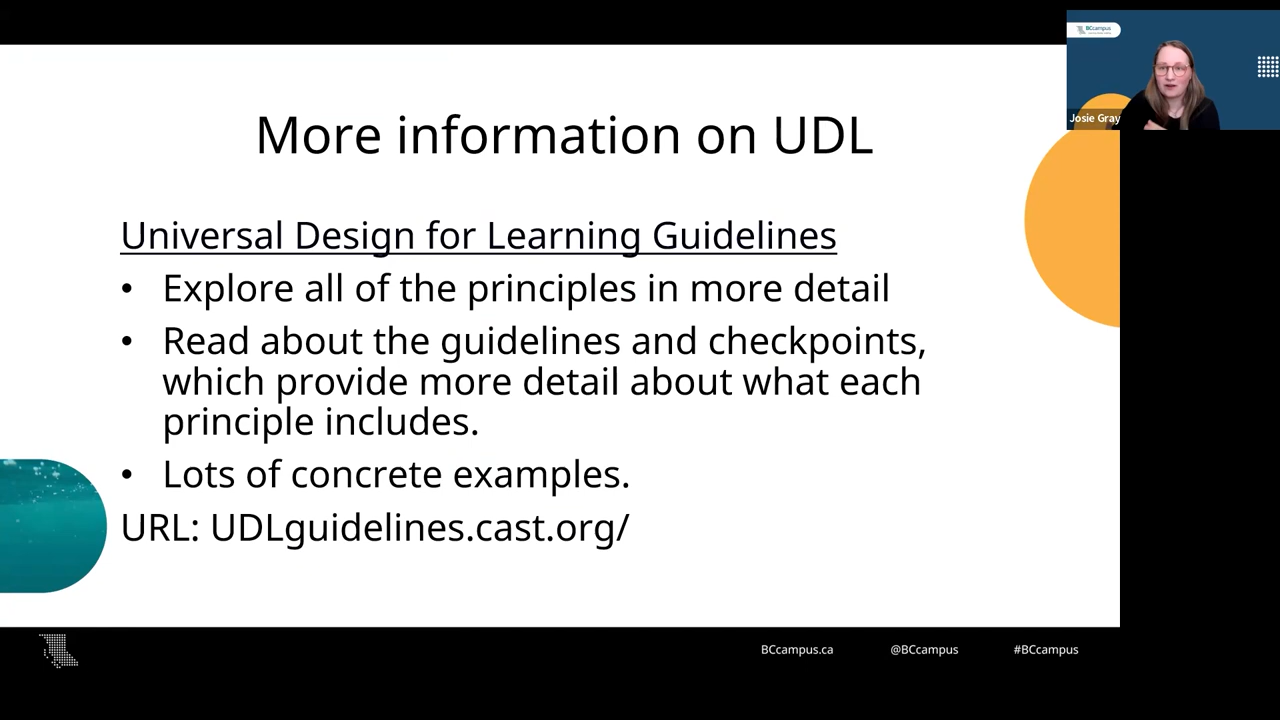 More information on UDL
Universal Design for Learning Guidelines
• Explore all of the principles in more detail
• Read about the guidelines and checkpoints,
which provide more detail about what each
principle includes.
• Lots of concrete examples.
URL: UDLguidelines.cast.org/
BCcampus
Josie Gray
BCcampus.ca
@BCcampus
#BCcampus